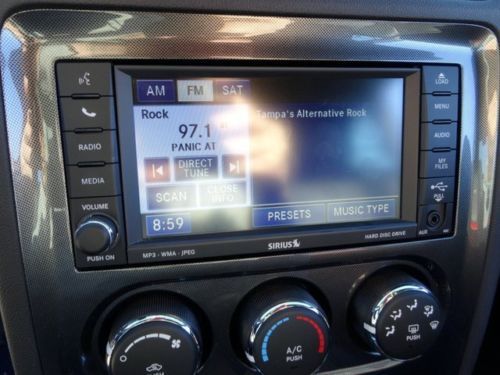 AM FM SAT
Rock
97.1
PANIC AT
DIRECT TUNE
SCAN
CLOSE INFO
8:59
Tampa's Alternative Rock
PRESETS
MUSIC TYPE
RADIO
MEDIA
VOLUME
PUSH ON
MP3 - WMA - JPEG
SIRIUS
HARD DISC DRIVE
LOAD
MENU
AUDIO
MY FILES
PULL
AUX
A/C
PUSH
PUSH